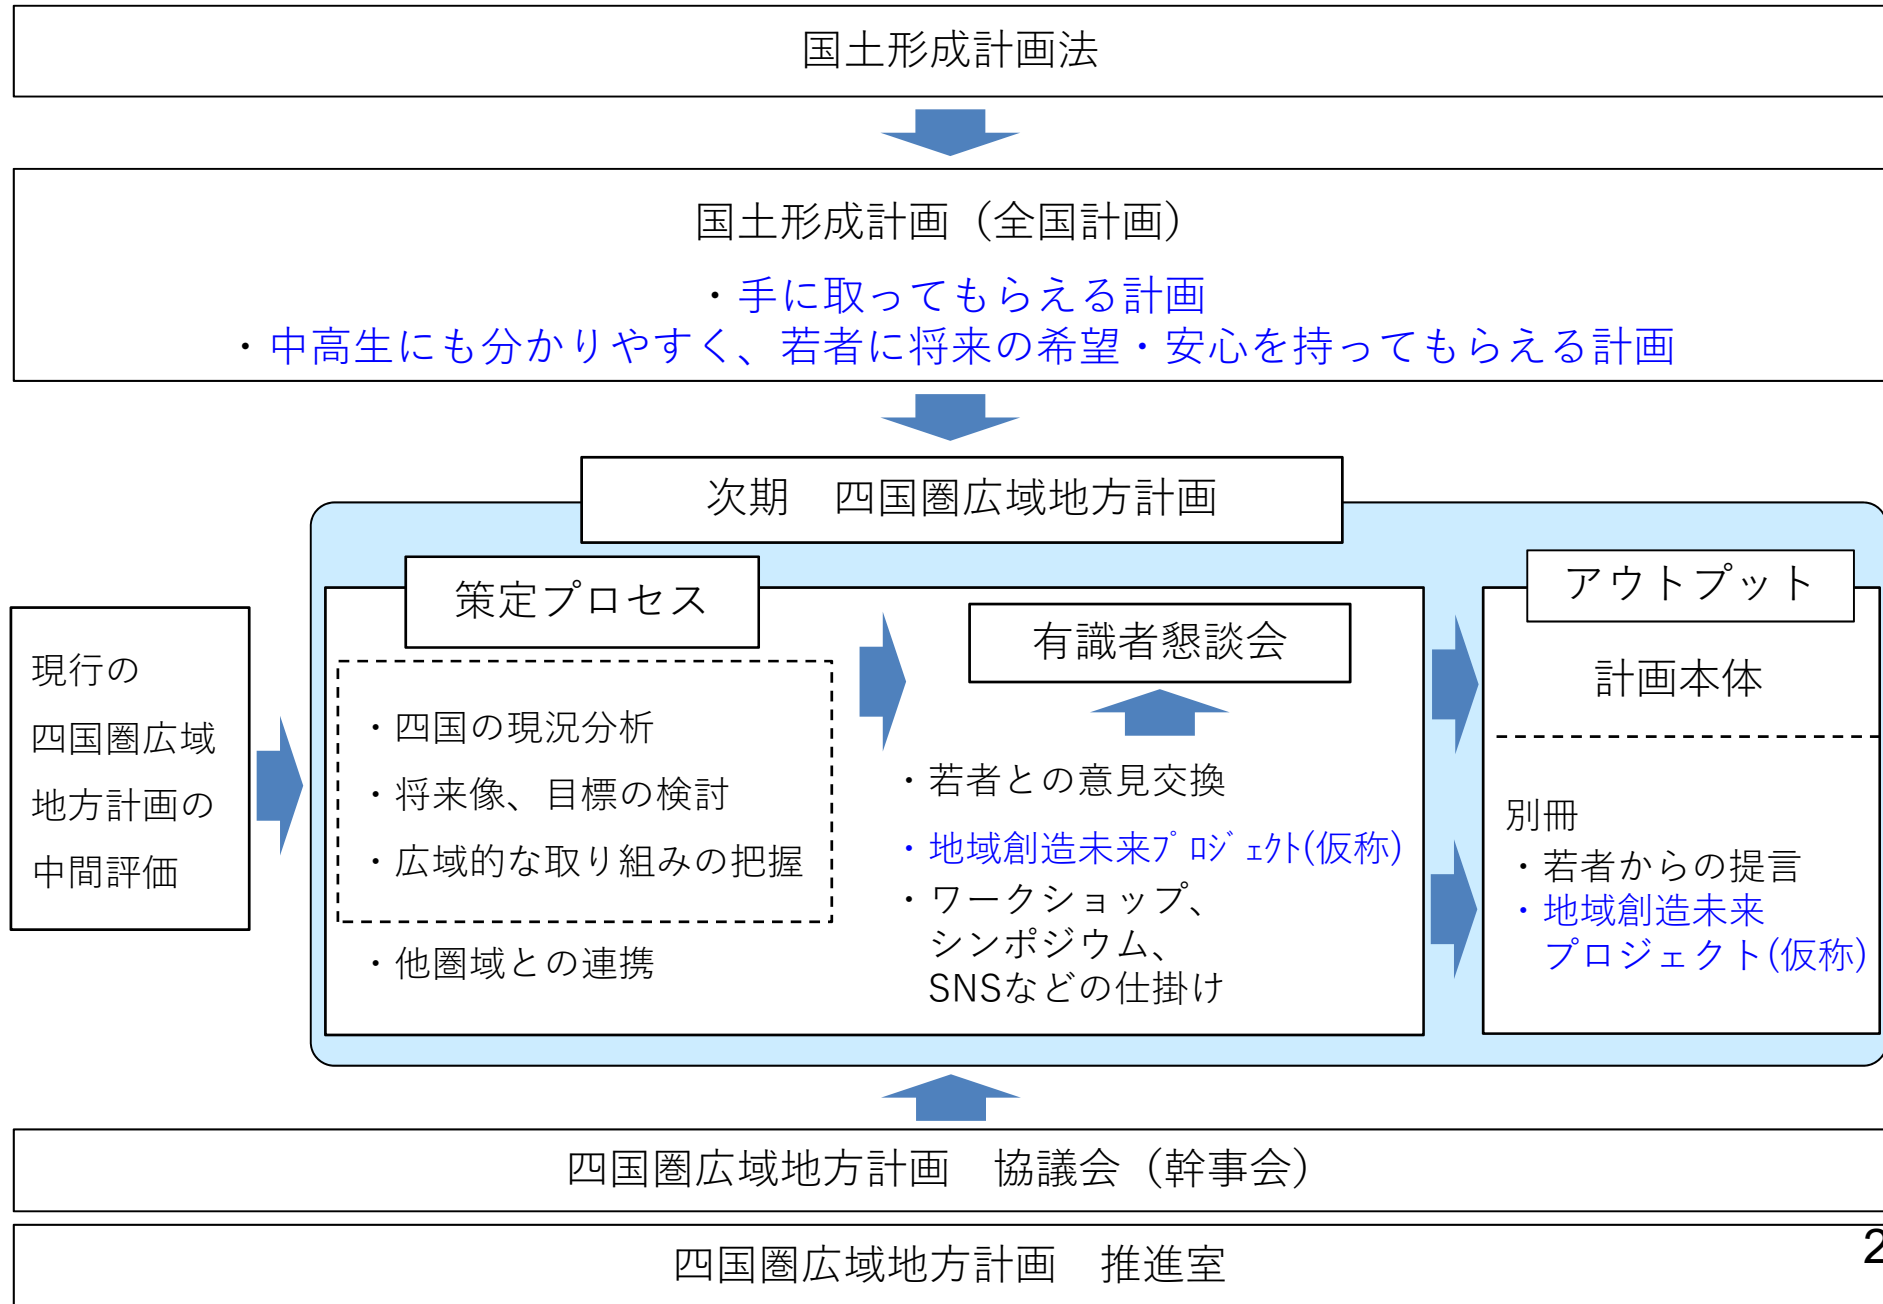 国土形成計画法
国土形成計画（全国計画）
・手に取ってもらえる計画
・中高生にも分かりやすく、若者に将来の希望・安心を持ってもらえる計画
次期　四国圏広域地方計画
現行の
四国圏広域
地方計画の
中間評価
策定プロセス
・四国の現況分析
・将来像、目標の検討
・広域的な取り組みの把握
・他圏域との連携
有識者懇談会
・若者との意見交換
・地域創造未来ﾌﾟﾛｼﾞｪｸﾄ(仮称)
・ワークショップ、
シンポジウム、
SNSなどの仕掛け
アウトプット
計画本体
別冊
・若者からの提言
・地域創造未来
プロジェクト(仮称)
四国圏広域地方計画　協議会（幹事会）
四国圏広域地方計画　推進室
2